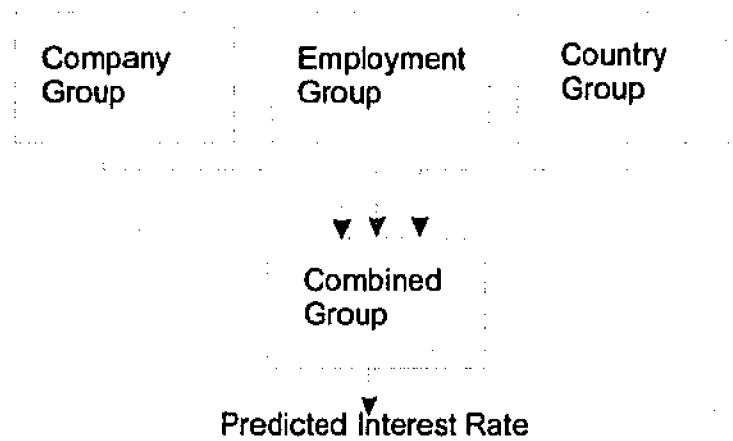 Company
Group
Employment
Group
Country
Group
Combined
Group
Predicted Interest Rate